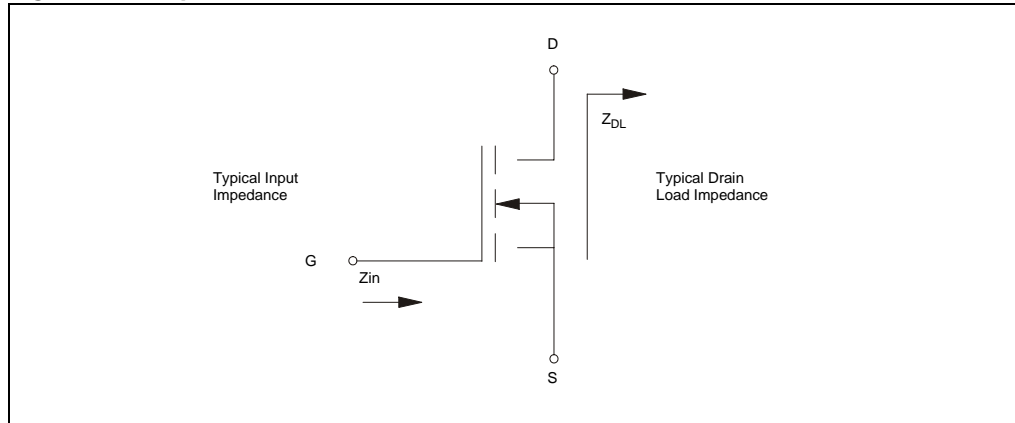 D
Z_DL
Typical Input
Impedance
Typical Drain
Load Impedance
G
Zin
S